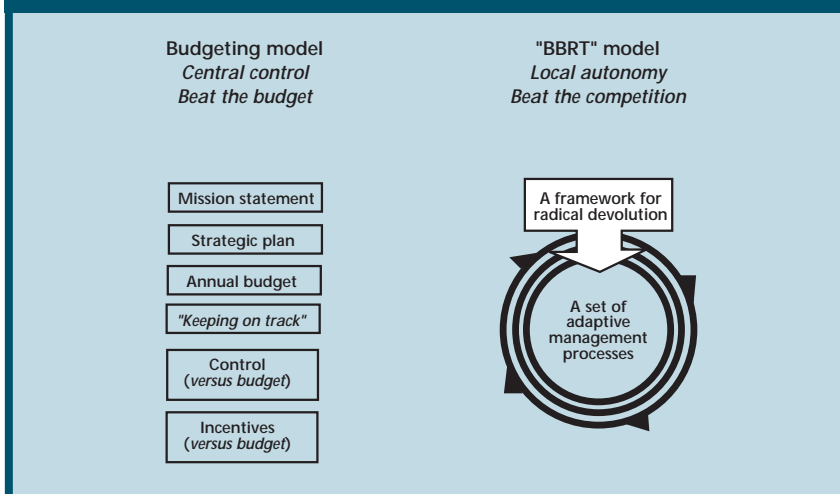 Budgeting model
Central control
Beat the budget
Mission statement
Strategic plan
Annual budget
"Keeping on track"
Control
(versus budget)
Incentives
(versus budget)
"BBRT" model
Local autonomy
Beat the competition
A framework for
radical devolution
A set of
adaptive
management
processes